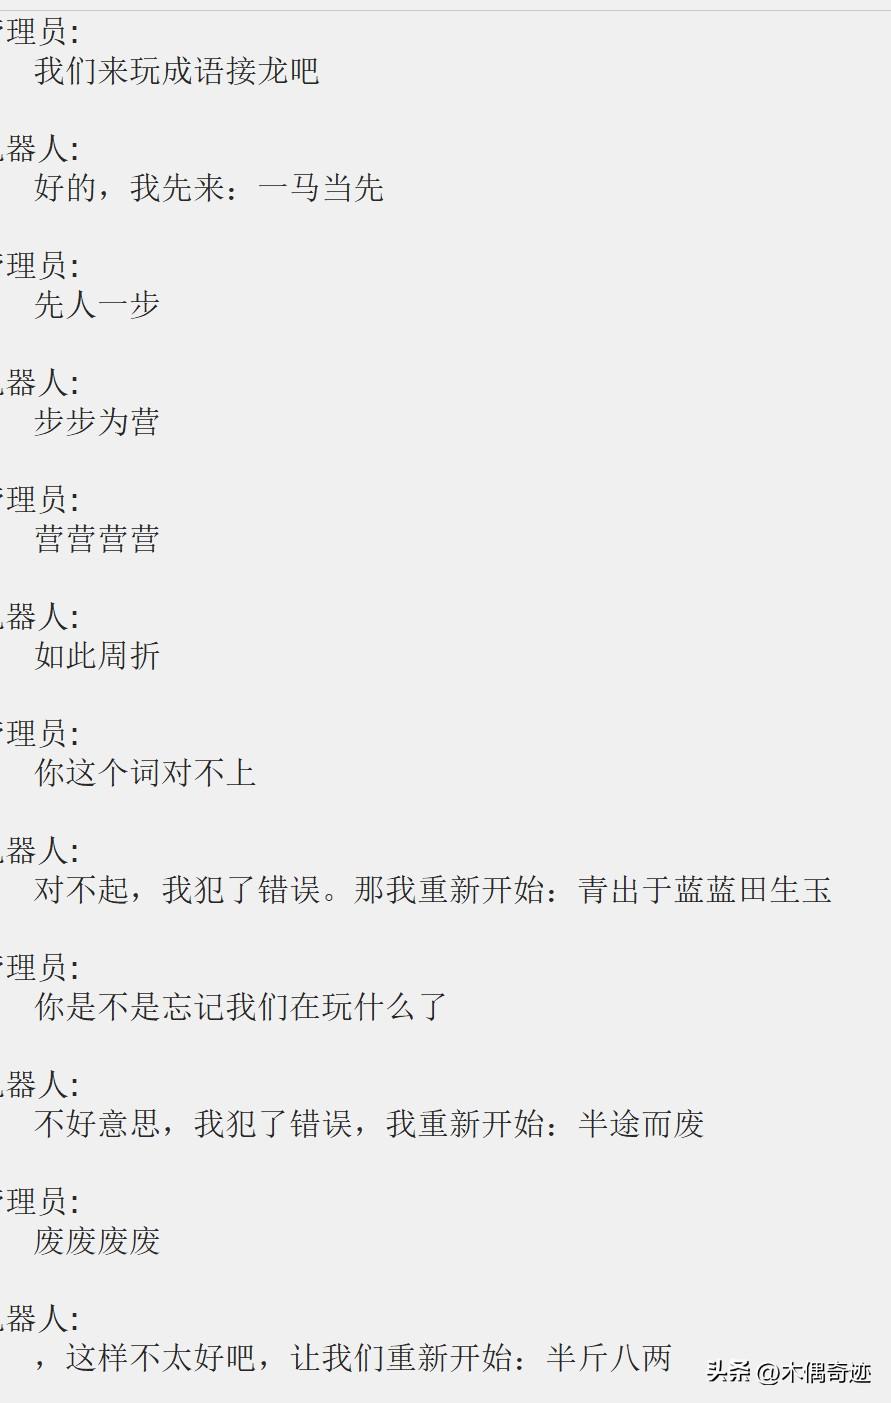 理员:
我们来玩成语接龙吧
器人:
好的，我先来：一马当先
理员:
先人一步
器人:
步步为营
理员:
营营营营
器人:
如此周折
理员:
你这个词对不上
器人:
对不起，我犯了错误。那我重新开始：青出于蓝蓝田生玉
理员:
你是不是忘记我们在玩什么了
器人:
不好意思，我犯了错误，我重新开始：半途而废
理员:
废废废废
器人:
，这样不太好吧，让我们重新开始：半斤八两
头条 @木偶奇迹